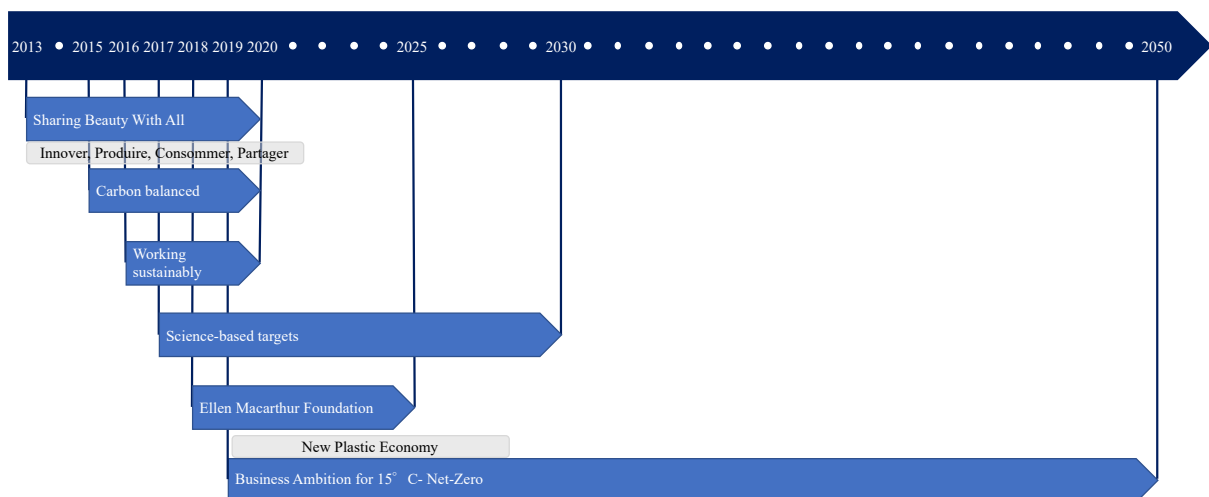 2013 2015 2016 2017 2018 2019 2020 2025 2030 2050
Sharing Beauty With All
Innover, Produire, Consommer, Partager
Carbon balanced
Working
sustainably
Science-based targets
Ellen Macarthur Foundation
New Plastic Economy
Business Ambition for 15° C- Net-Zero